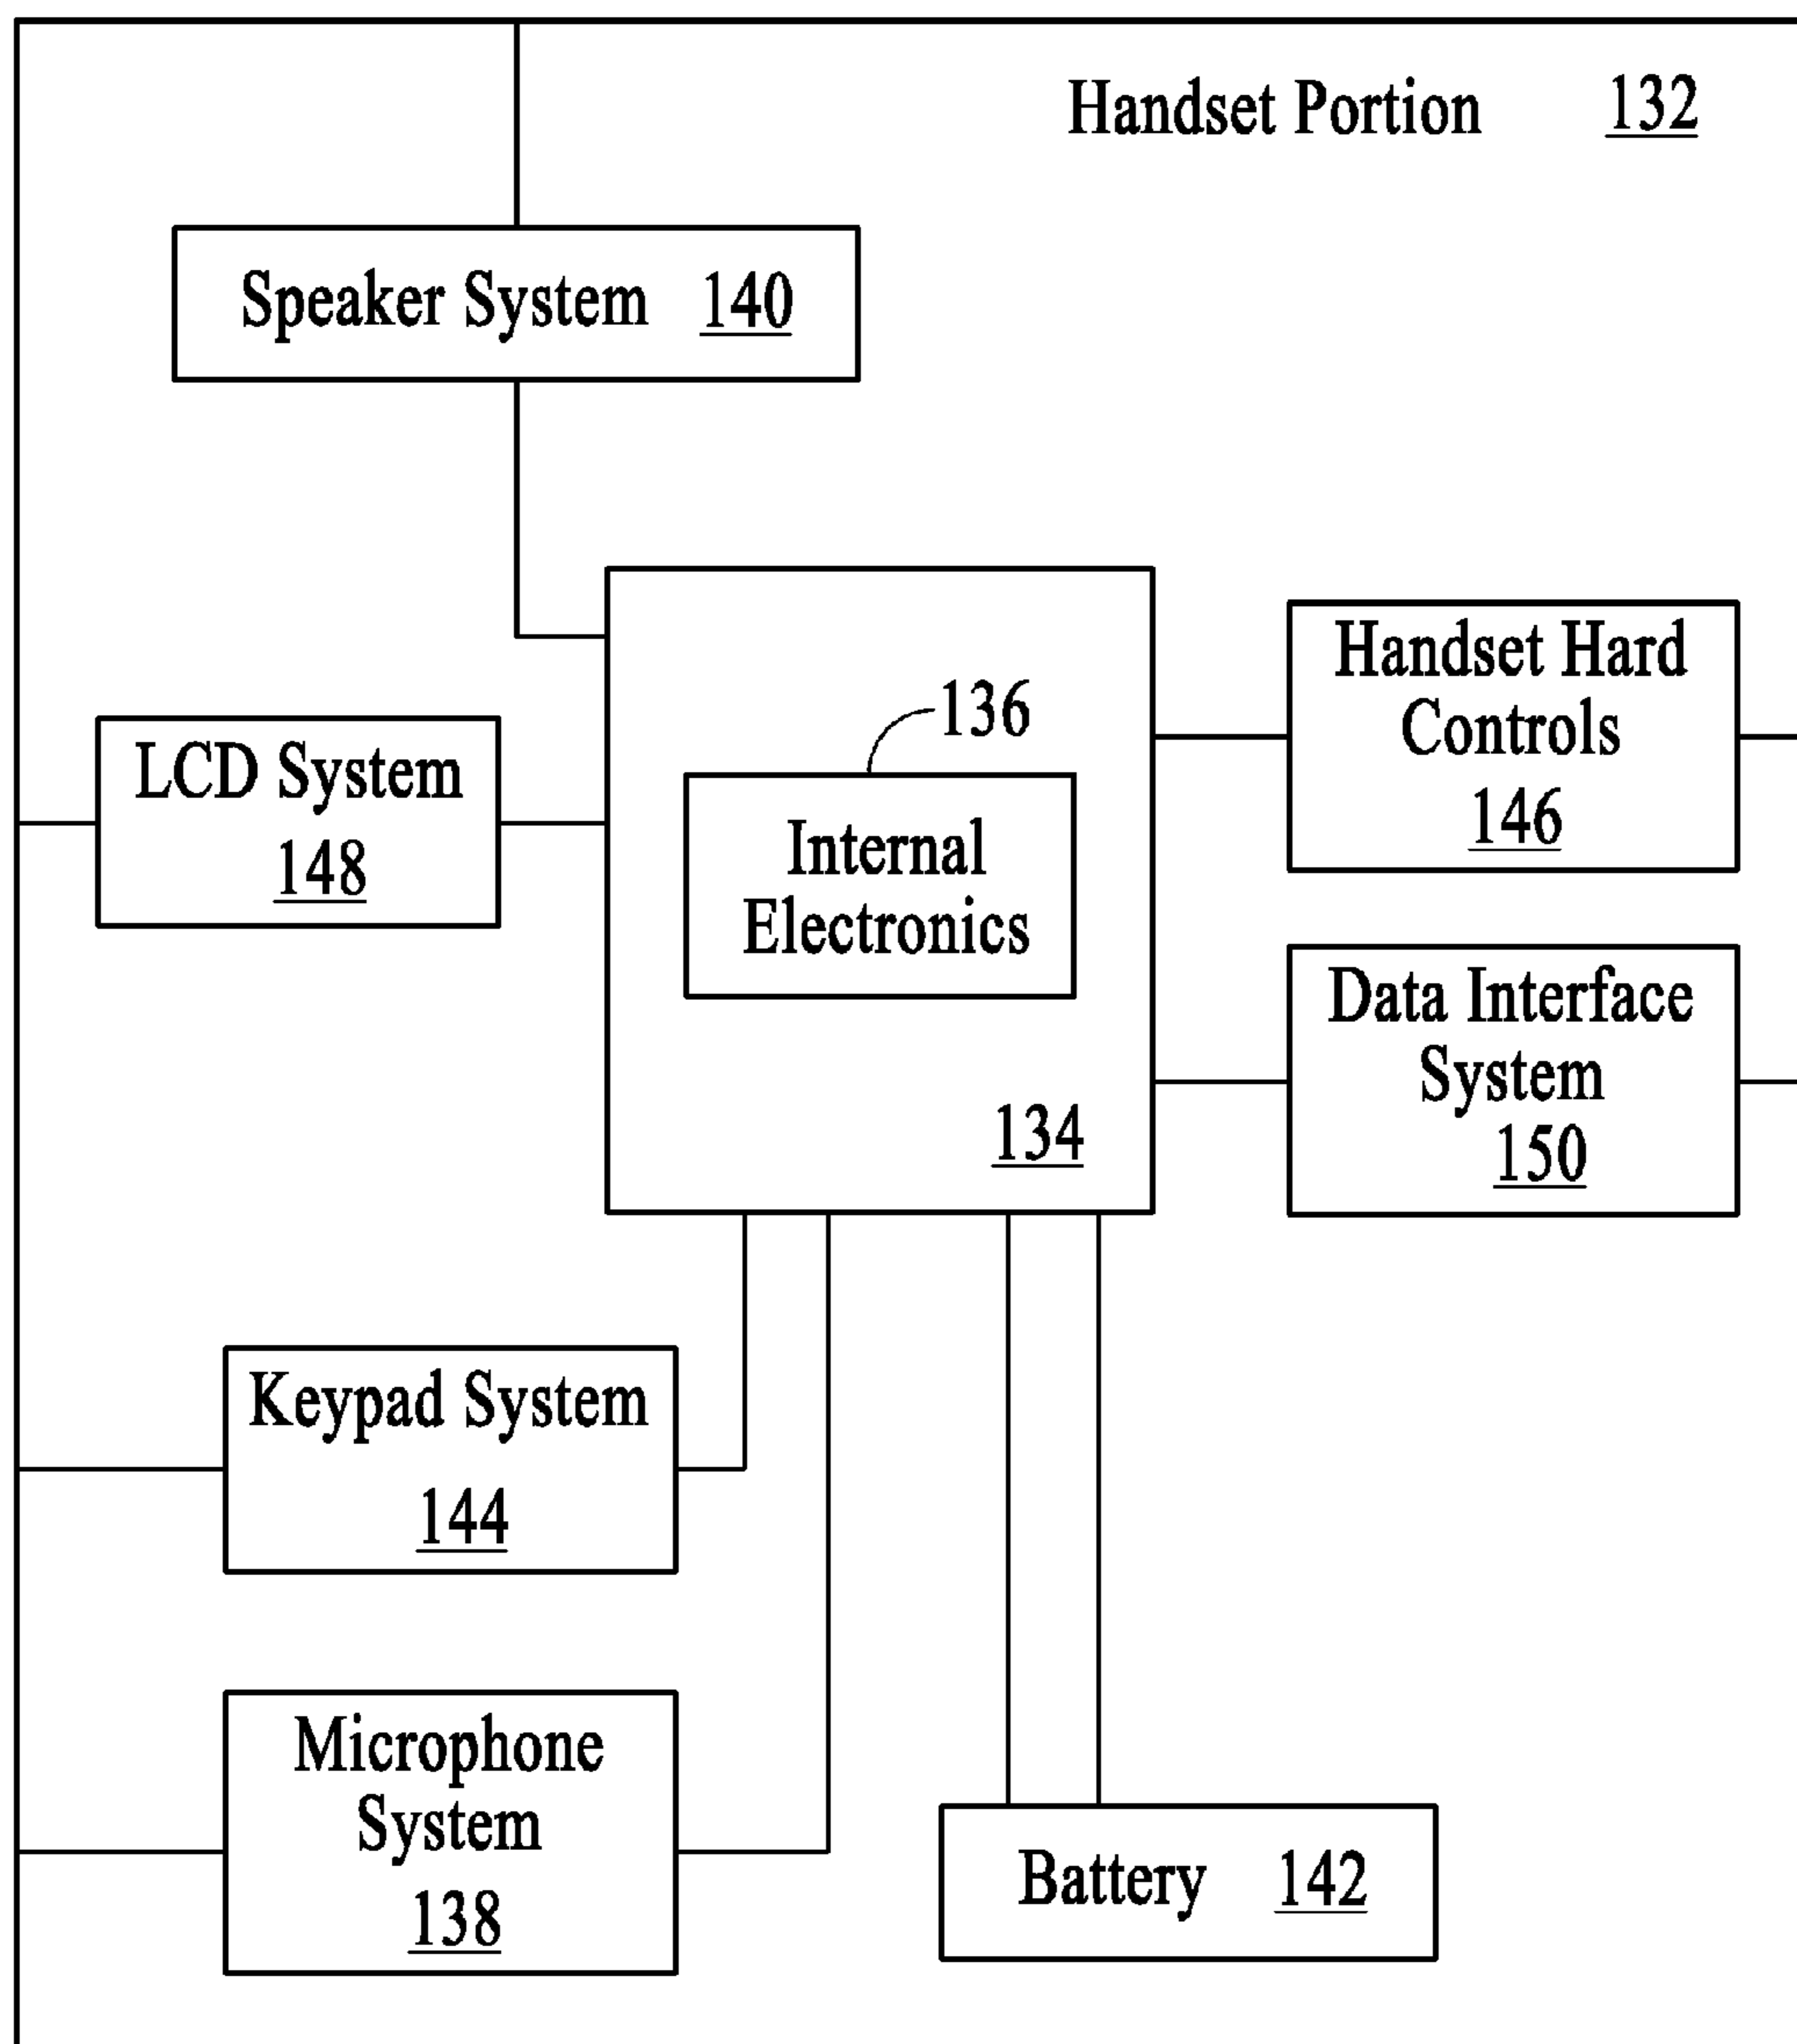 Handset Portion 132
Speaker System 140
136
Internal
Electronics
134
Handset Hard
Controls
146
LCD System
148
Data Interface
System
150
Keypad System
144
Microphone
System
138
Battery 142